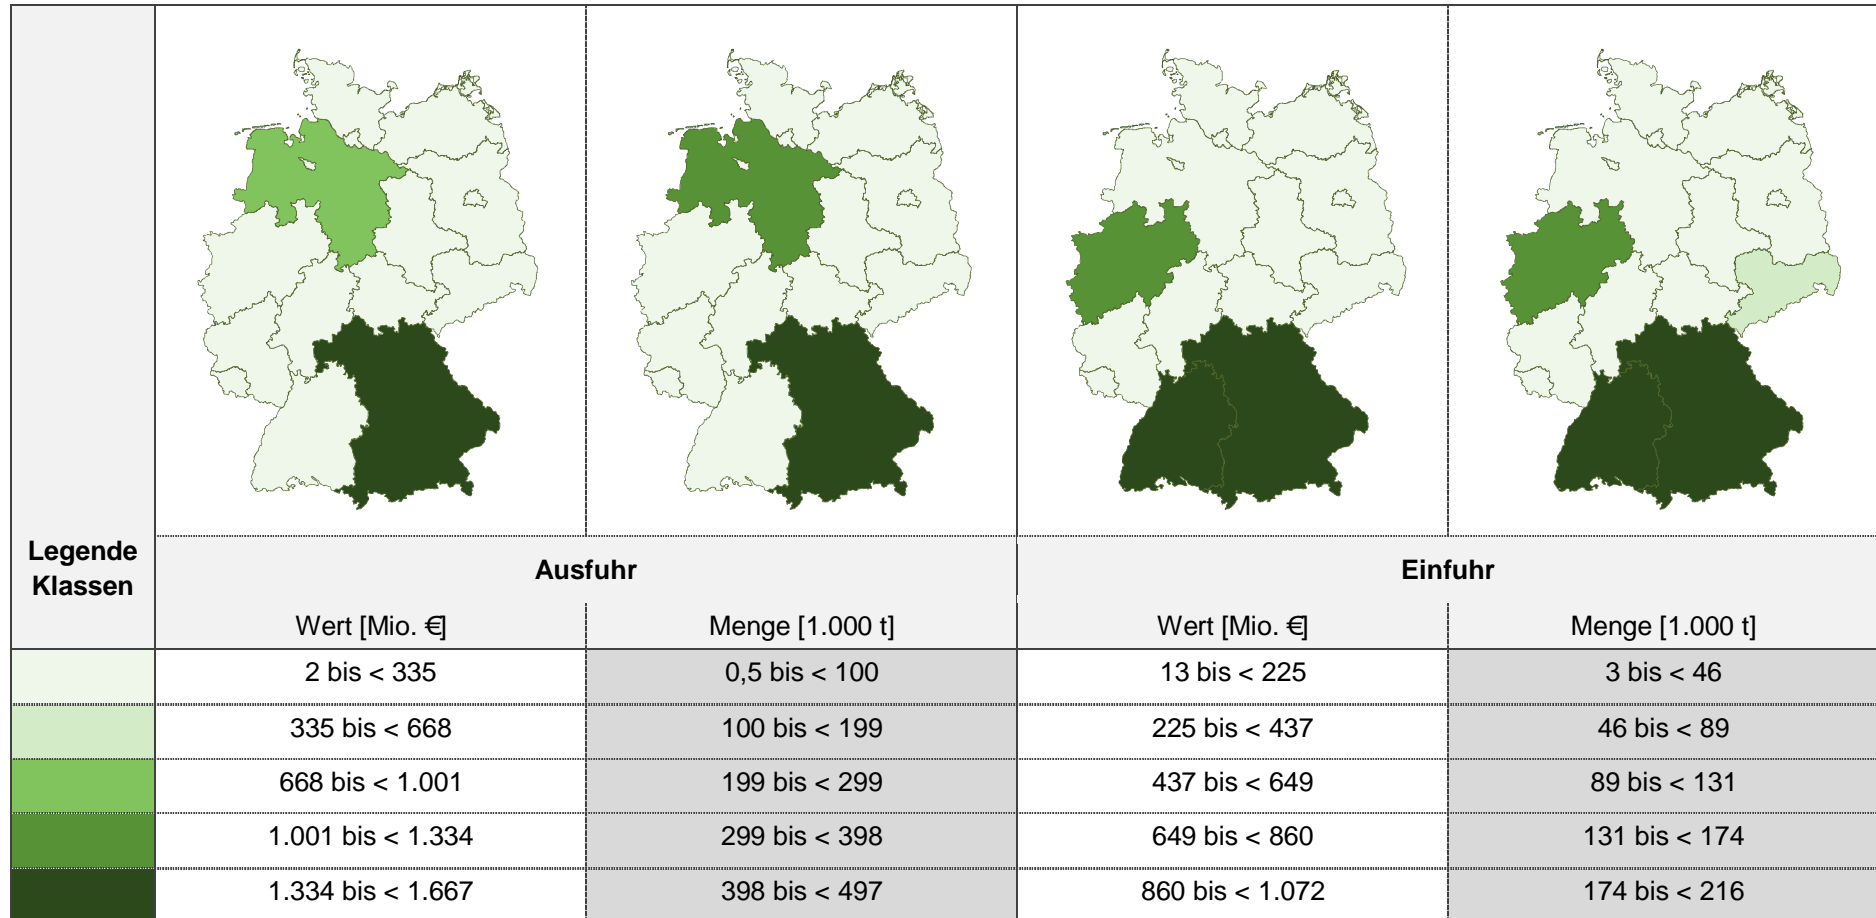 Legende
Klassen
Ausfuhr
Einfuhr
Wert [Mio. €]
Menge [1.000 t]
Wert [Mio. €]
Menge [1.000 t]
2 bis < 335
0,5 bis < 100
13 bis < 225
3 bis < 46
335 bis < 668
100 bis < 199
225 bis < 437
46 bis < 89
668 bis < 1.001
199 bis < 299
437 bis < 649
89 bis < 131
1.001 bis < 1.334
299 bis < 398
649 bis < 860
131 bis < 174
1.334 bis < 1.667
398 bis < 497
860 bis < 1.072
174 bis < 216